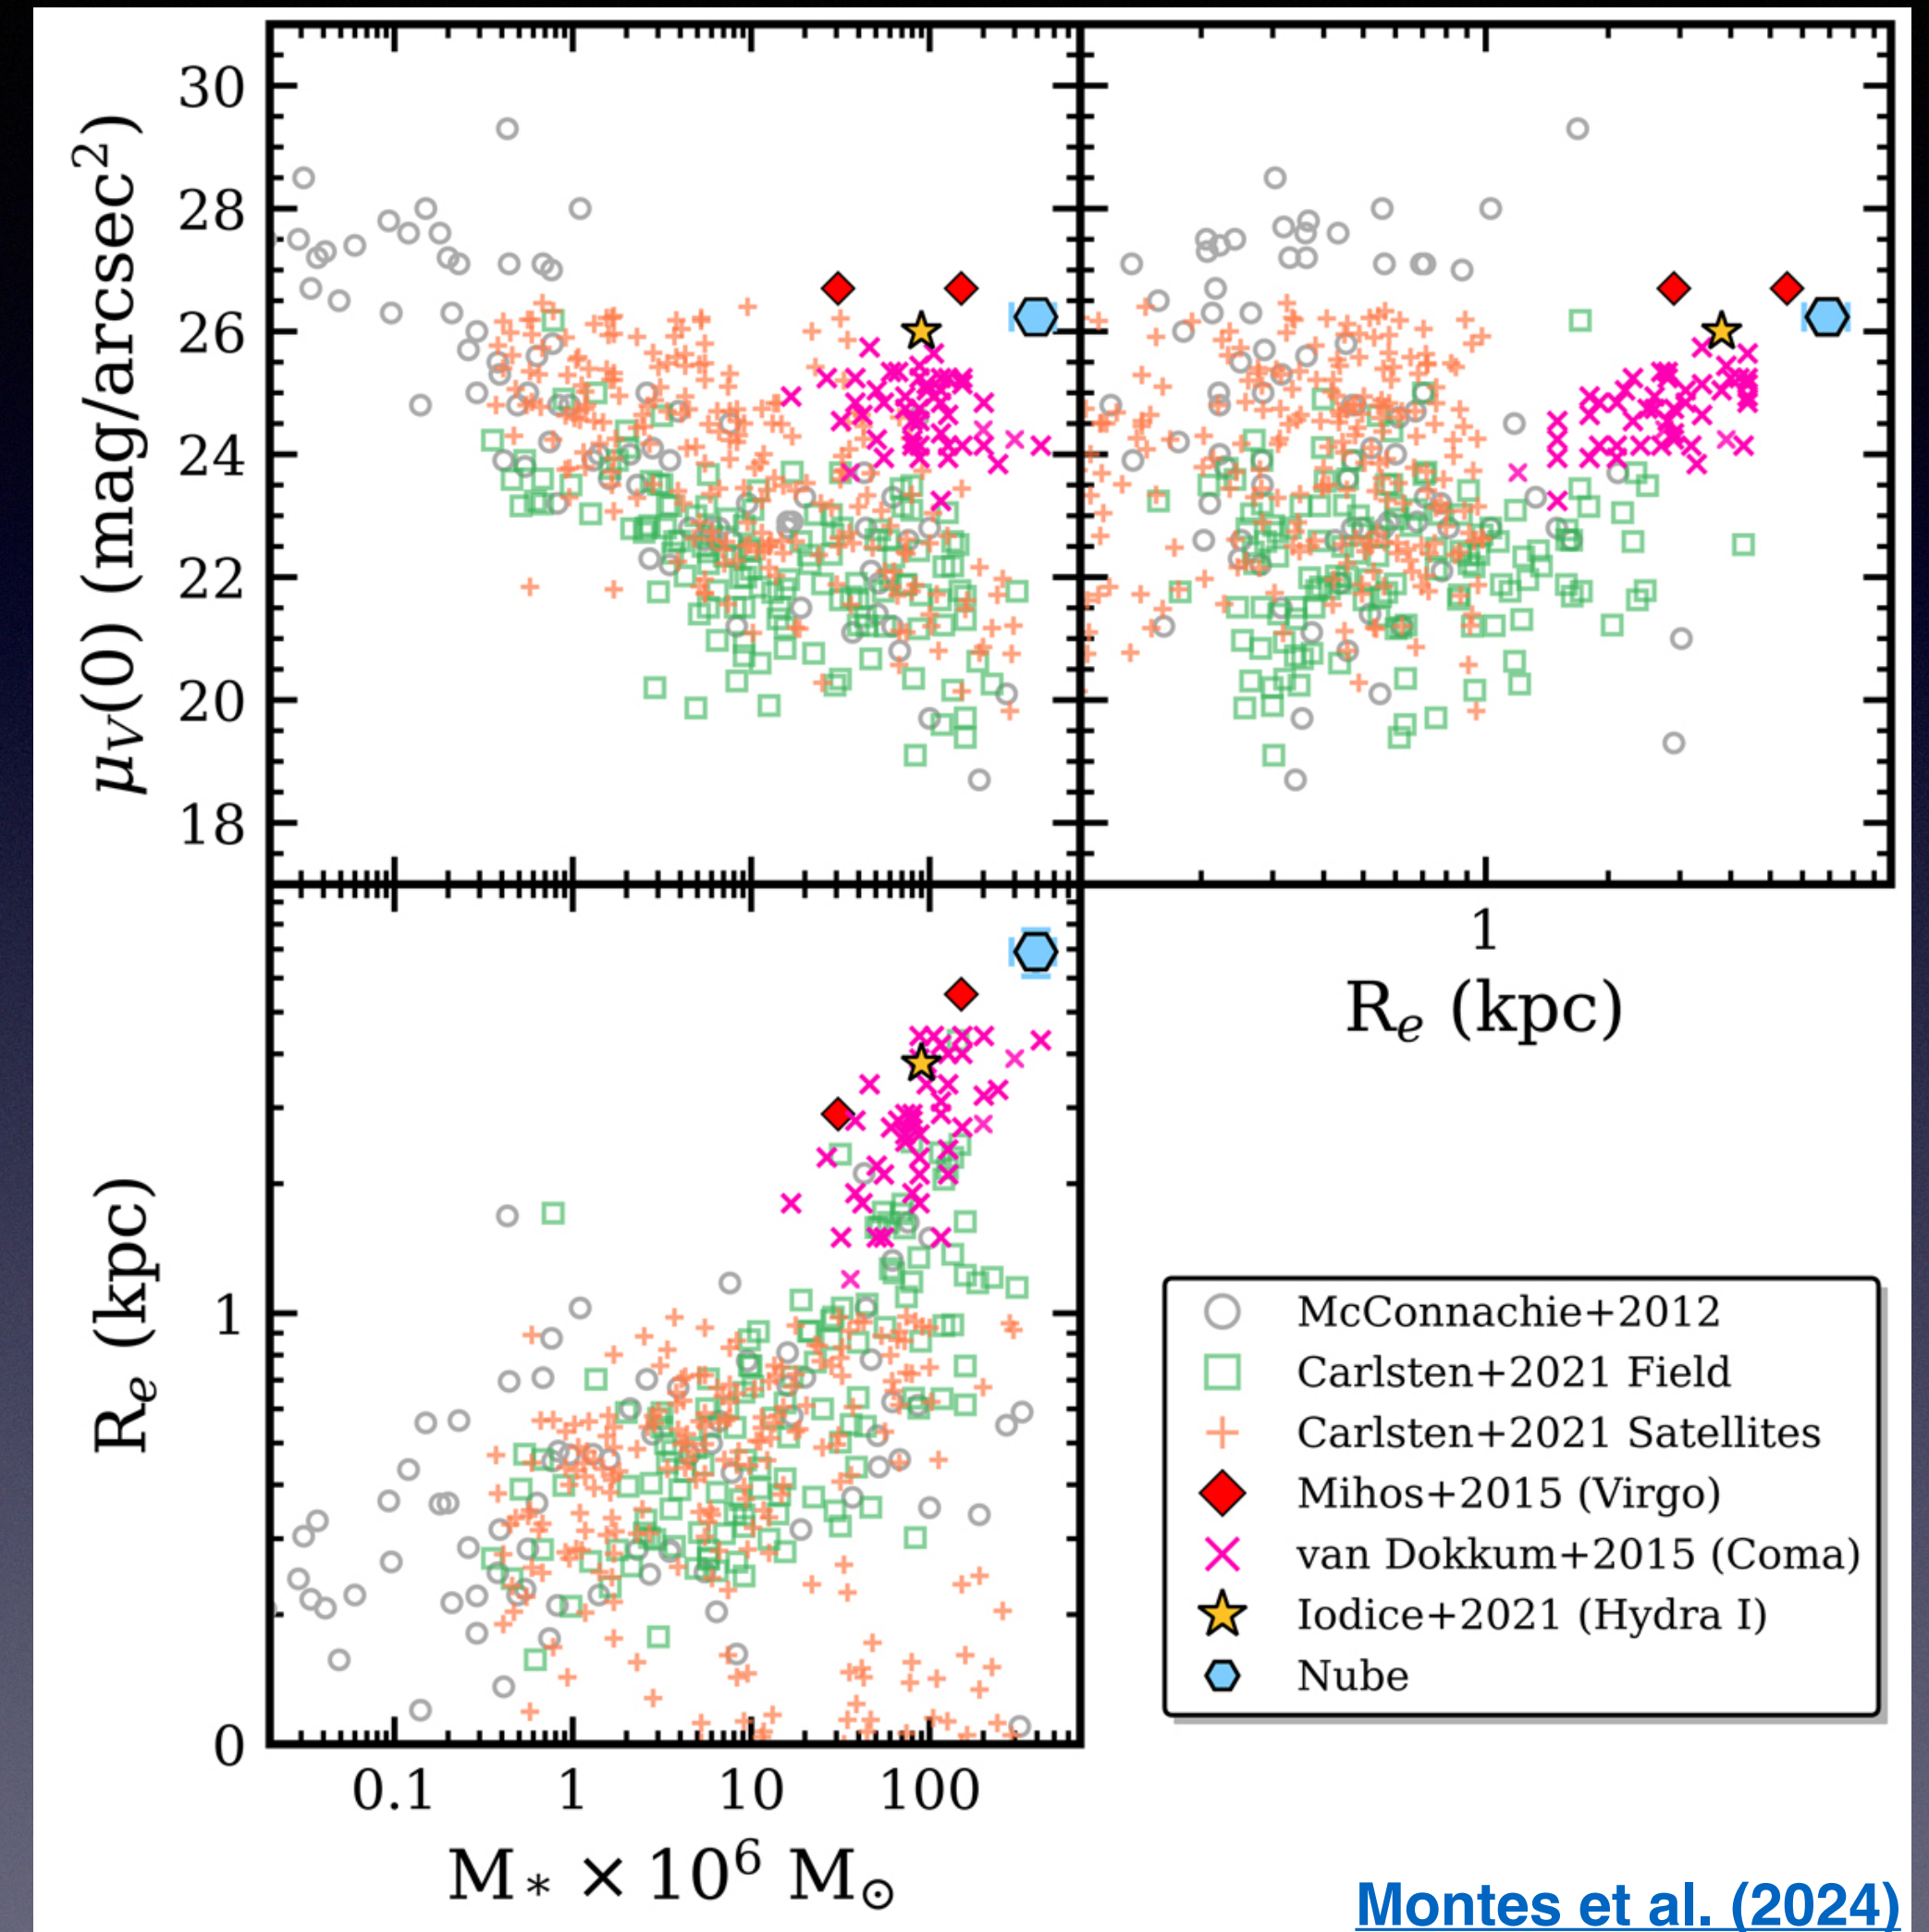 30
28
26
24
22
20
18
μV(0) (mag/arcsec²)
1
Re (kpc)
1
0
Re (kpc)
0.1 1 10 100
M* × 10⁶ M⊙
McConnachie+2012
Carlsten+2021 Field
Carlsten+2021 Satellites
Mihos+2015 (Virgo)
van Dokkum+2015 (Coma)
Iodice+2021 (Hydra I)
Nube
Montes et al. (2024)